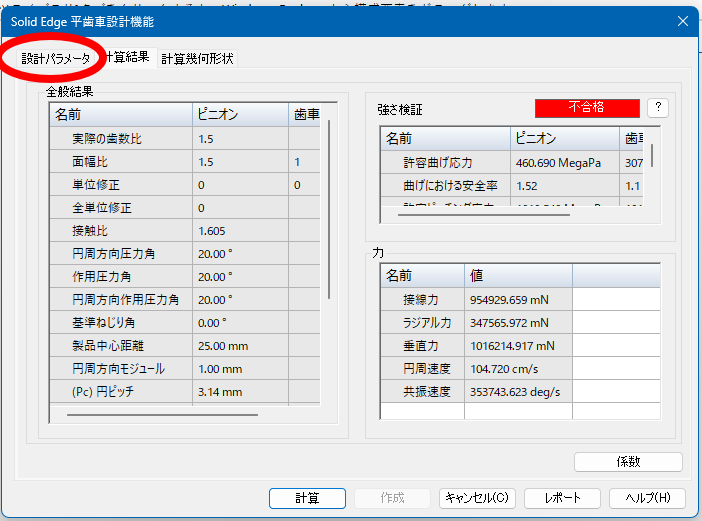 Solid Edge 平歯車設計機能
設計パラメータ 計算結果 計算幾何形状
全般結果
名前 ピニオン 歯車
実際の歯数比 1.5
面幅比 1.5 1
単位修正 0 0
全単位修正 0
接触比 1.605
円周方向圧力角 20.00 °
作用圧力角 20.00 °
円周方向作用圧力角 20.00 °
基準ねじり角 0.00 °
製品中心距離 25.00 mm
円周方向モジュール 1.00 mm
(Pc) 円ピッチ 3.14 mm
強さ検証 不合格 ?
名前 ピニオン 歯車
許容曲げ応力 460.690 MegaPa 307
曲げにおける安全率 1.52 1.1
力
名前 値
接線力 954929.659 mN
ラジアル力 347565.972 mN
垂直力 1016214.917 mN
円周速度 104.720 cm/s
共振速度 353743.623 deg/s
係数
計算 作成 キャンセル(C) レポート ヘルプ(H)